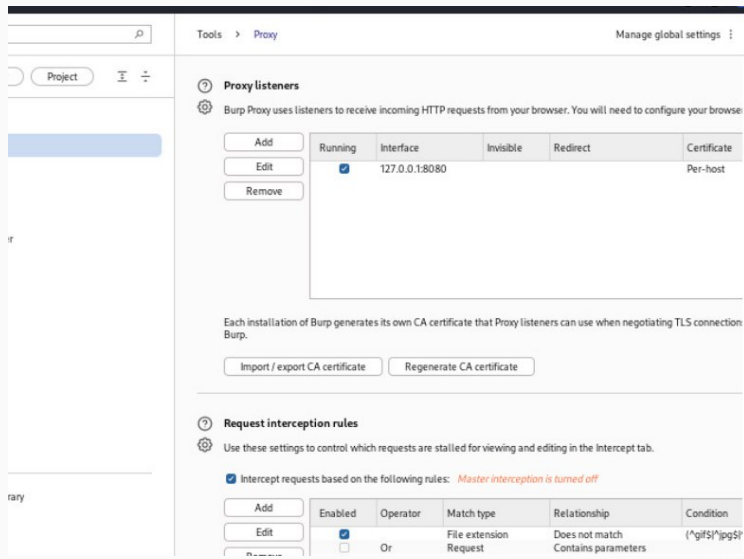 Tools > Proxy
Manage global settings
Project
Proxy listeners
Burp Proxy uses listeners to receive incoming HTTP requests from your browser. You will need to configure your browse
Add
Edit
Remove
Running Interface Invisible Redirect Certificate
127.0.0.1:8080 Per-host
Each installation of Burp generates its own CA certificate that Proxy listeners can use when negotiating TLS connection
Burp.
Import / export CA certificate
Regenerate CA certificate
Request interception rules
Use these settings to control which requests are stalled for viewing and editing in the Intercept tab.
Intercept requests based on the following rules: Master interception is turned off
Add
Edit
Enabled Operator Match type Relationship Condition
File extension Does not match (^gif$|^jpg$|
Or Request Contains parameters
er
rary